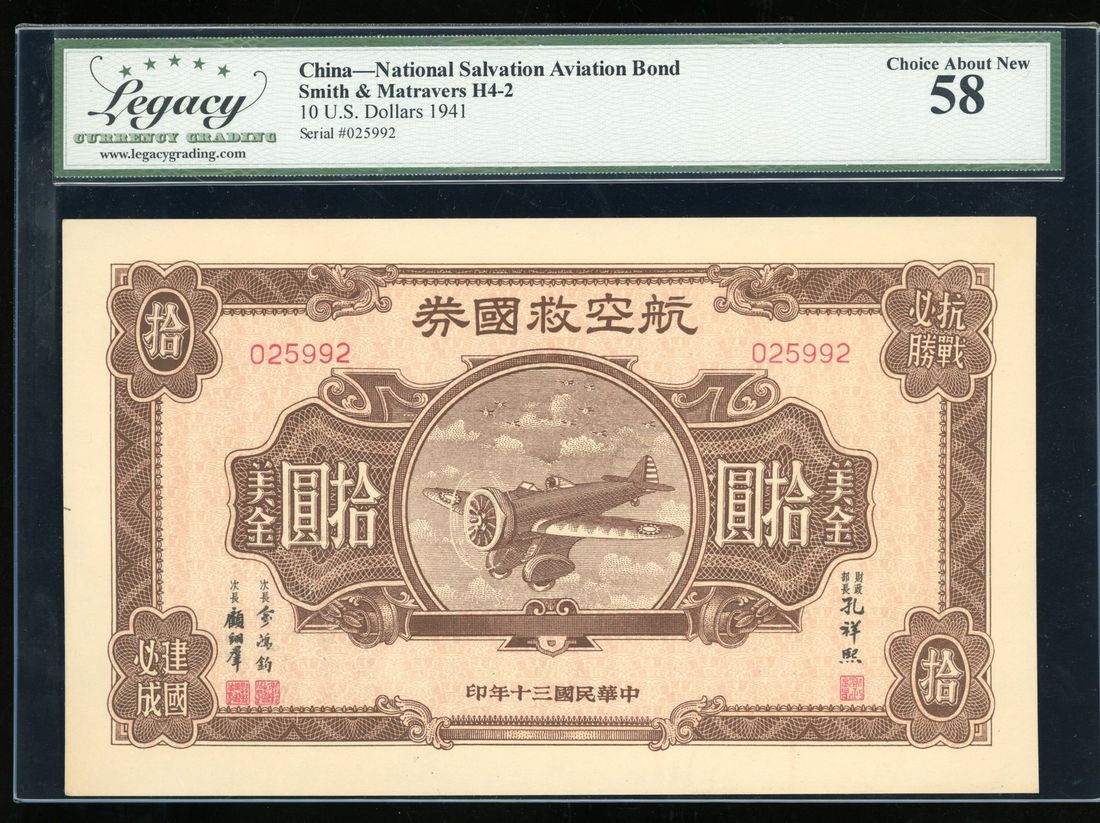 Legacy
CURRENCY GRADING
www.legacygrading.com
China—National Salvation Aviation Bond
Smith & Matravers H4-2
10 U.S. Dollars 1941
Serial #025992
Choice About New
58
券國救空航
拾
抗戰必勝
025992
025992
美金
拾圓
拾圓
美金
財政部長
孔祥熙
次長
次長
顧翊羣
建國必成
拾
印年十三國民華中